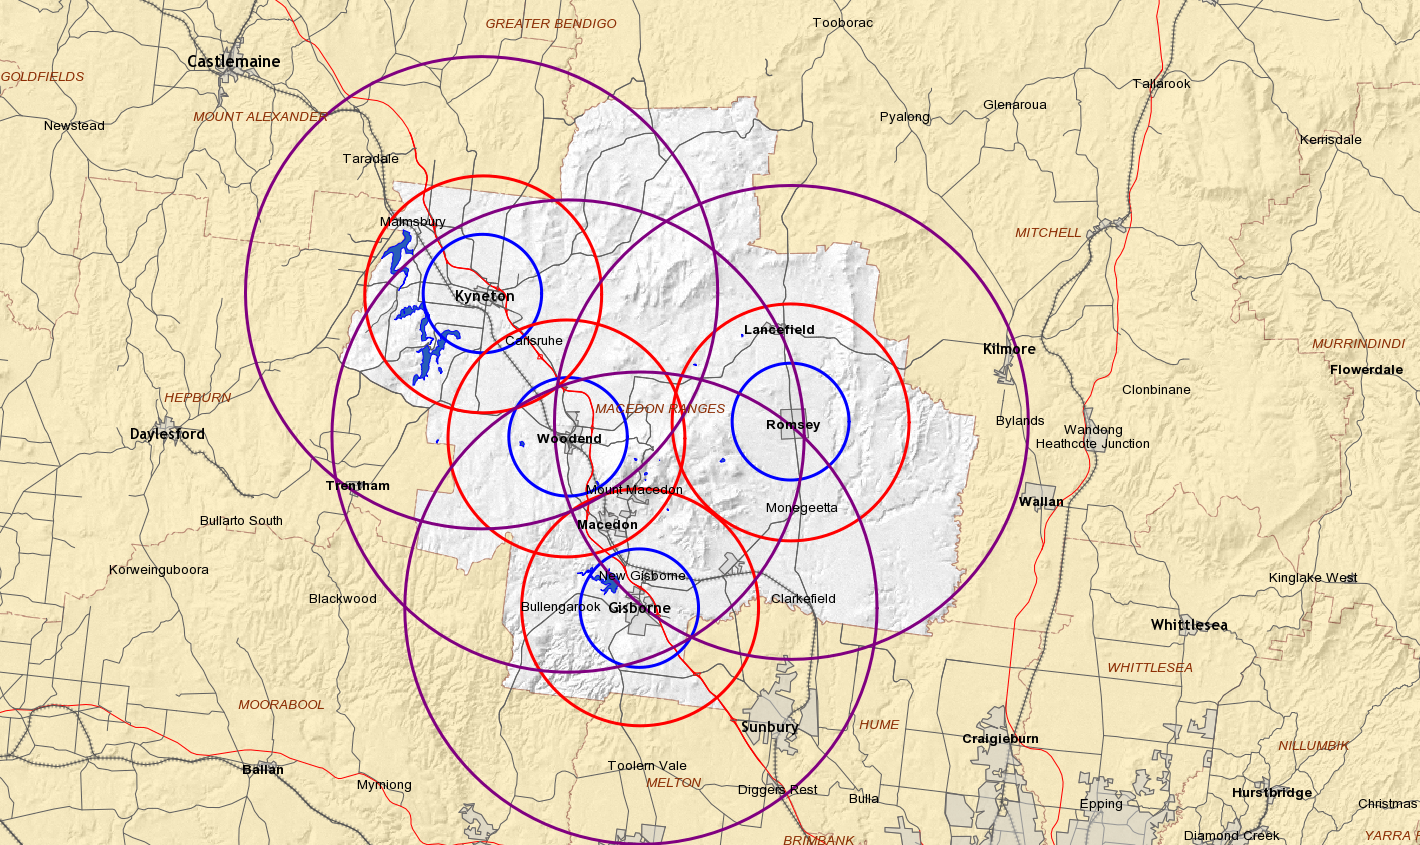 Tooborac
GREATER BENDIGO
Castlemaine
GOLDFIELDS
Tallarook
Glenaroua
MOUNT ALEXANDER
Pyalong
Newstead
Kerrisdale
Taradale
Malmsbury
MITCHELL
Kyneton
Lancefield
Carlsruhe
MURRINDINDI
Kilmore
Flowerdale
Clonbinane
HEPBURN
MACEDON RANGES
Bylands
Romsey
Wandong
Daylesford
Woodend
Heathcote Junction
Trentham
Mount Macedon
Wallan
Monegeetta
Bullarto South
Macedon
Korweinguboora
New Gisborne
Kinglake West
Blackwood
Bullengarook
Gisborne
Clarkefield
Whittlesea
WHITTLESEA
MOORABOOL
Sunbury
HUME
Craigieburn
NILLUMBIK
Toolern Vale
Ballan
MELTON
Myrniong
Diggers Rest
Bulla
Hurstbridge
Epping
Christmas
BRIMBANK
Diamond Creek
YARRA